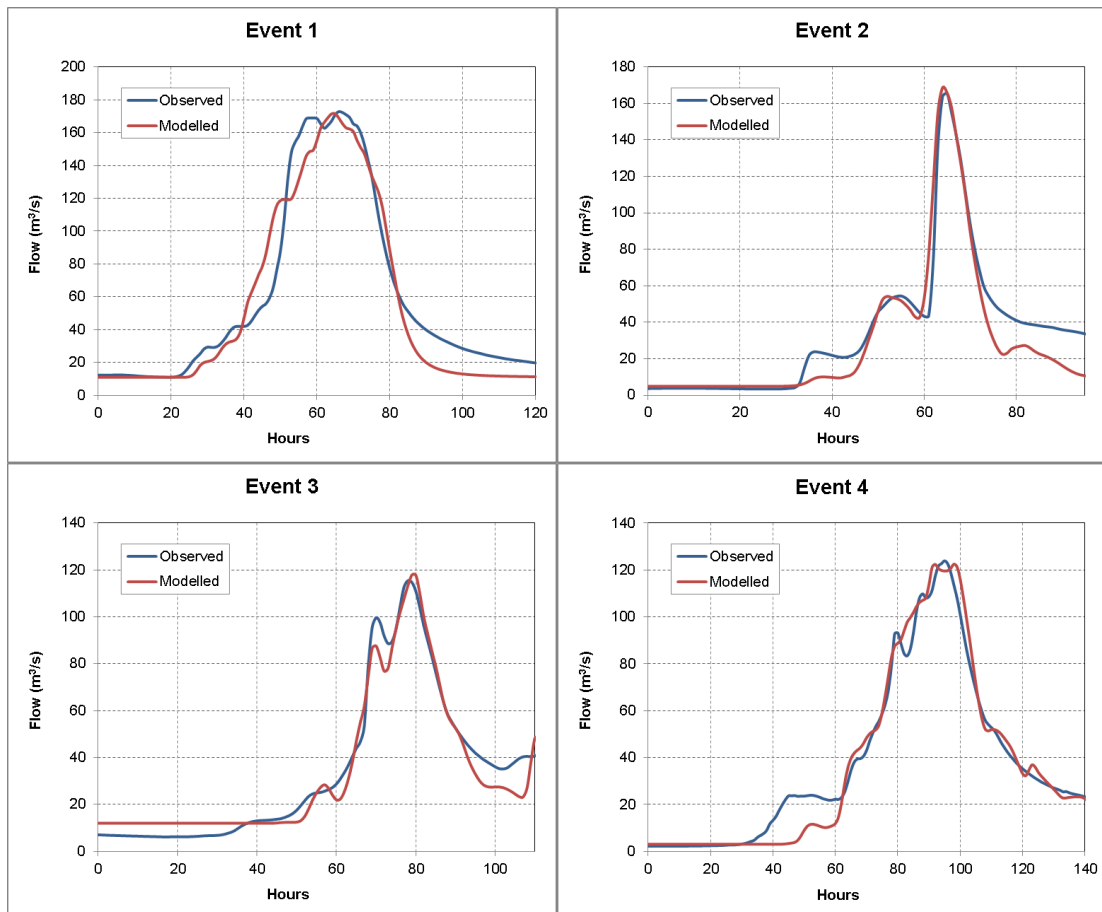 Event 1
200
180
160
140
120
100
80
60
40
20
0
Flow (m³/s)
Observed
Modelled
0 20 40 60 80 100 120
Hours
Event 2
180
160
140
120
100
80
60
40
20
0
Flow (m³/s)
Observed
Modelled
0 20 40 60 80
Hours
Event 3
140
120
100
80
60
40
20
0
Flow (m³/s)
Observed
Modelled
0 20 40 60 80 100
Hours
Event 4
140
120
100
80
60
40
20
0
Flow (m³/s)
Observed
Modelled
0 20 40 60 80 100 120 140
Hours